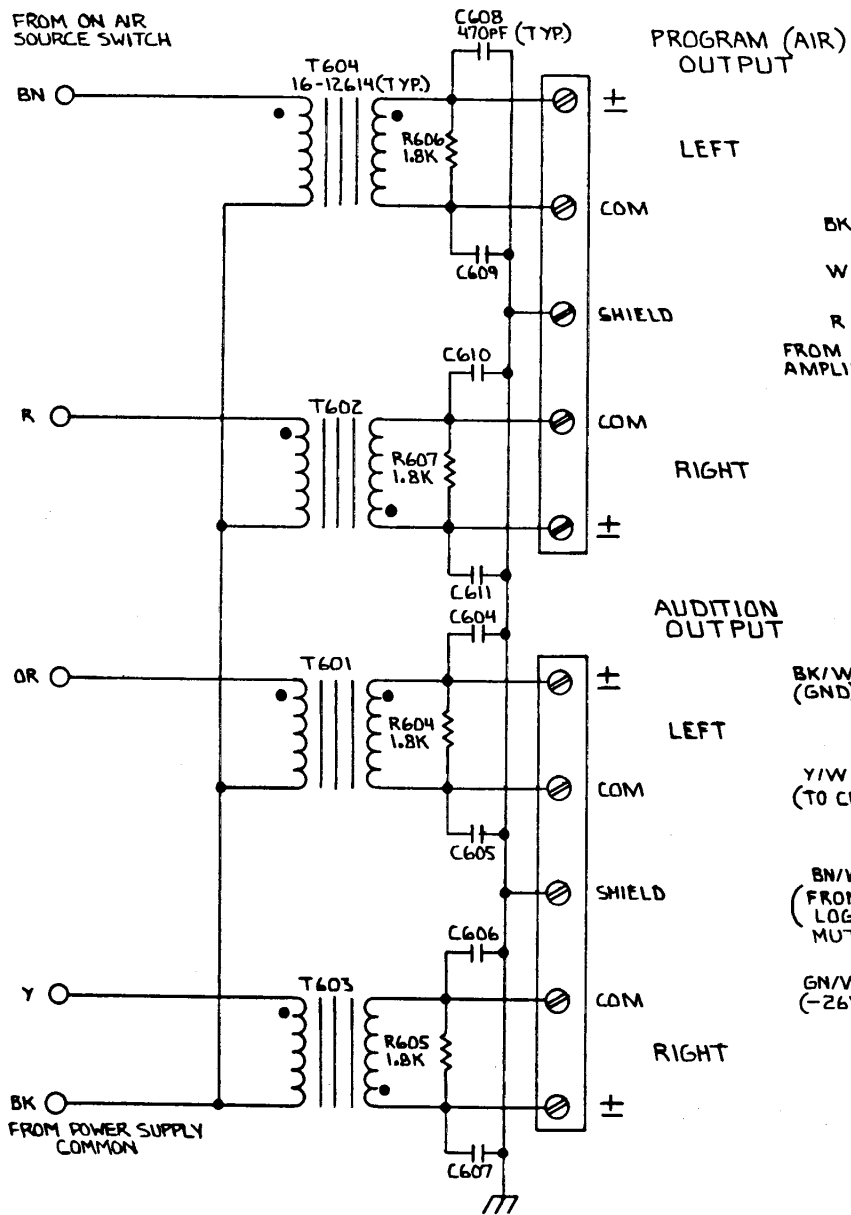 FROM ON AIR
SOURCE SWITCH
C608
470PF (TYP.)
PROGRAM (AIR)
OUTPUT
T604
16-12614 (TYP.)
BN
±
R606
1.8K
LEFT
COM
BK
C609
W
SHIELD
R
FROM
C610
T602
R
COM
R607
1.8K
RIGHT
±
C611
C604
AUDITION
OUTPUT
T601
OR
±
BK/W
(GND)
R604
1.8K
LEFT
COM
Y/W
C605
SHIELD
BN/
C606
T603
Y
COM
GN/
R605
1.8K
RIGHT
BK
±
FROM POWER SUPPLY
COMMON
C607